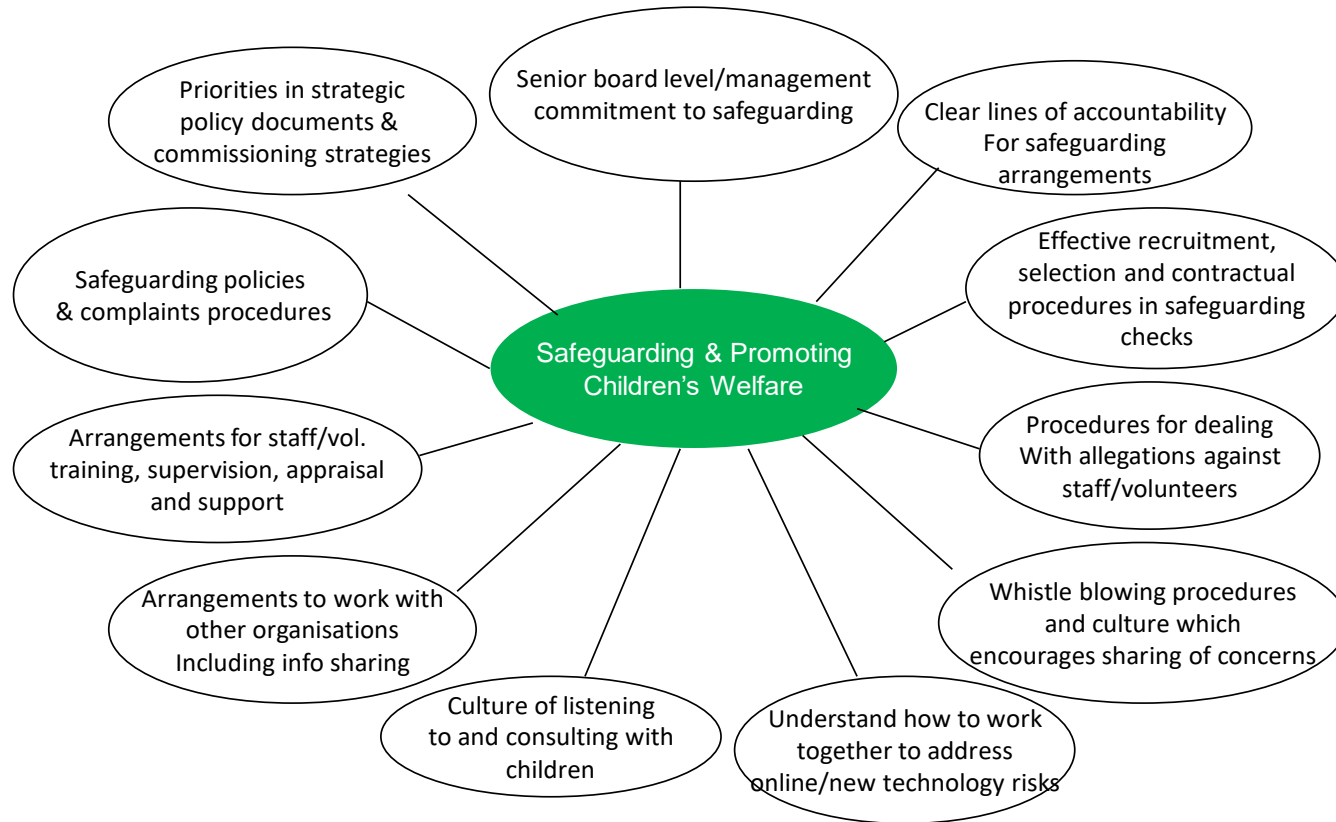 Senior board level/management
commitment to safeguarding
Priorities in strategic
policy documents &
commissioning strategies
Clear lines of accountability
For safeguarding
arrangements
Safeguarding policies
& complaints procedures
Effective recruitment,
selection and contractual
procedures in safeguarding
checks
Safeguarding & Promoting
Children's Welfare
Arrangements for staff/vol.
training, supervision, appraisal
and support
Procedures for dealing
With allegations against
staff/volunteers
Arrangements to work with
other organisations
Including info sharing
Whistle blowing procedures
and culture which
encourages sharing of concerns
Culture of listening
to and consulting with
children
Understand how to work
together to address
online/new technology risks